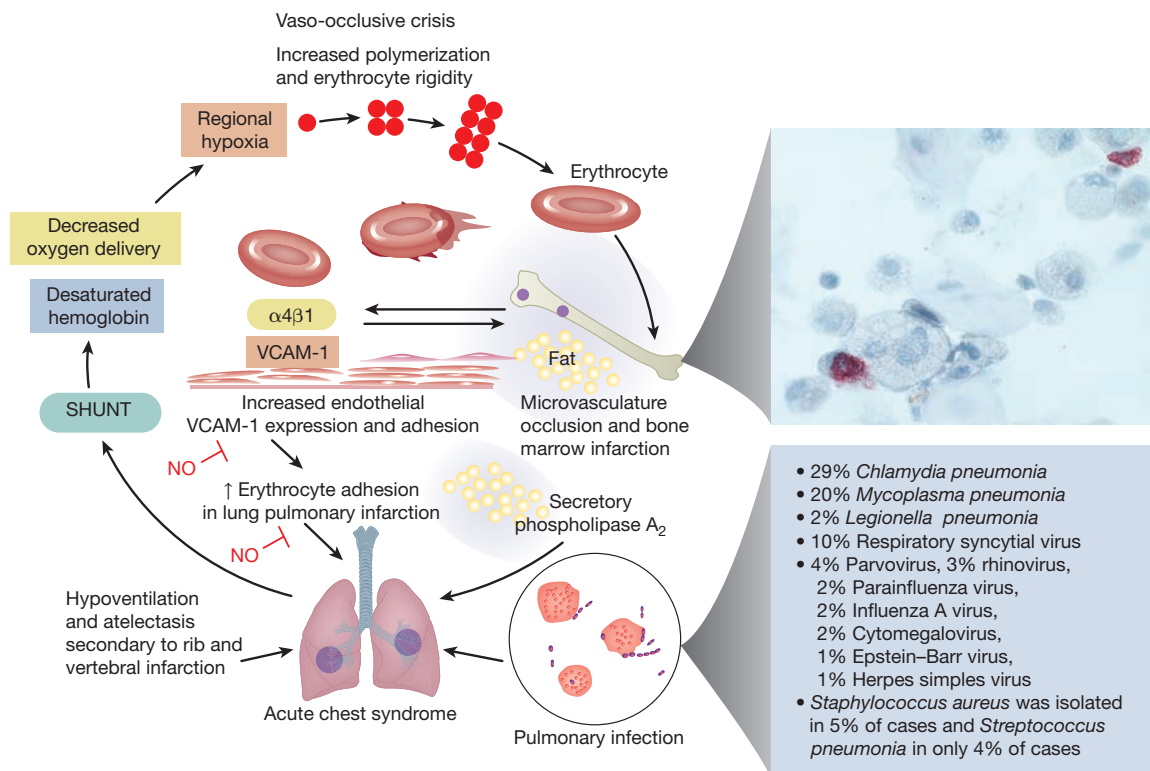 Vaso-occlusive crisis
Increased polymerization
and erythrocyte rigidity
Regional
hypoxia
Erythrocyte
Decreased
oxygen delivery
Desaturated
hemoglobin
α4β1
VCAM-1
Fat
SHUNT
Increased endothelial
VCAM-1 expression and adhesion
Microvasculature
occlusion and bone
marrow infarction
NO
↑ Erythrocyte adhesion
in lung pulmonary infarction
Secretory
phospholipase A₂
NO
Hypoventilation
and atelectasis
secondary to rib and
vertebral infarction
Acute chest syndrome
Pulmonary infection
• 29% Chlamydia pneumonia
• 20% Mycoplasma pneumonia
• 2% Legionella pneumonia
• 10% Respiratory syncytial virus
• 4% Parvovirus, 3% rhinovirus,
2% Parainfluenza virus,
2% Influenza A virus,
2% Cytomegalovirus,
1% Epstein–Barr virus,
1% Herpes simples virus
• Staphylococcus aureus was isolated
in 5% of cases and Streptococcus
pneumonia in only 4% of cases